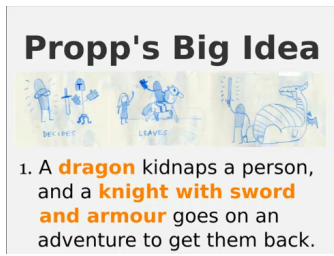 Propp's Big Idea
DECIDES
LEAVES
1. A dragon kidnaps a person,
and a knight with sword
and armour goes on an
adventure to get them back.